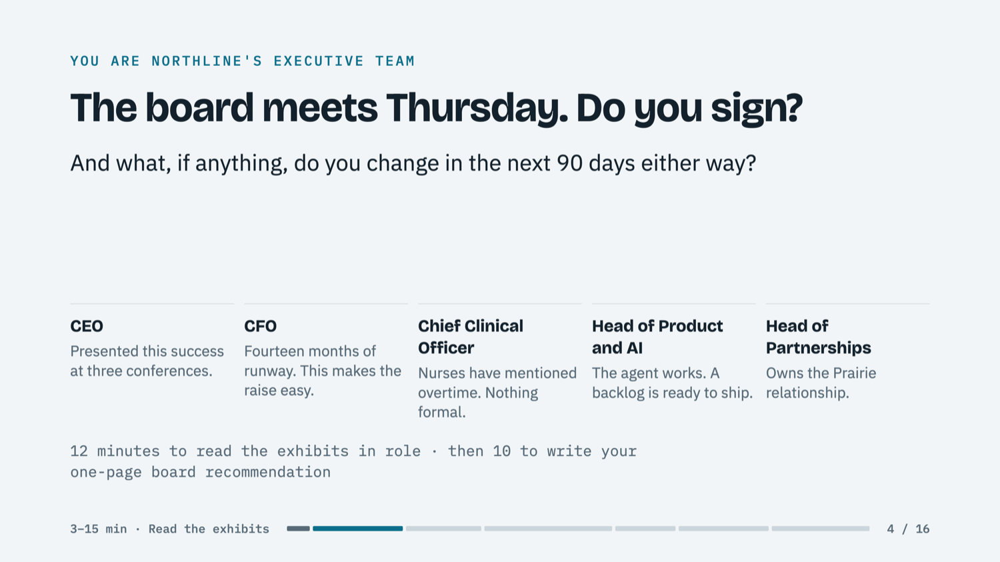 YOU ARE NORTHLINE'S EXECUTIVE TEAM
The board meets Thursday. Do you sign?
And what, if anything, do you change in the next 90 days either way?
CEO
Presented this success
at three conferences.
CFO
Fourteen months of
runway. This makes the
raise easy.
Chief Clinical
Officer
Nurses have mentioned
overtime. Nothing
formal.
Head of Product
and AI
The agent works. A
backlog is ready to ship.
Head of
Partnerships
Owns the Prairie
relationship.
12 minutes to read the exhibits in role · then 10 to write your
one-page board recommendation
3–15 min · Read the exhibits
4 / 16